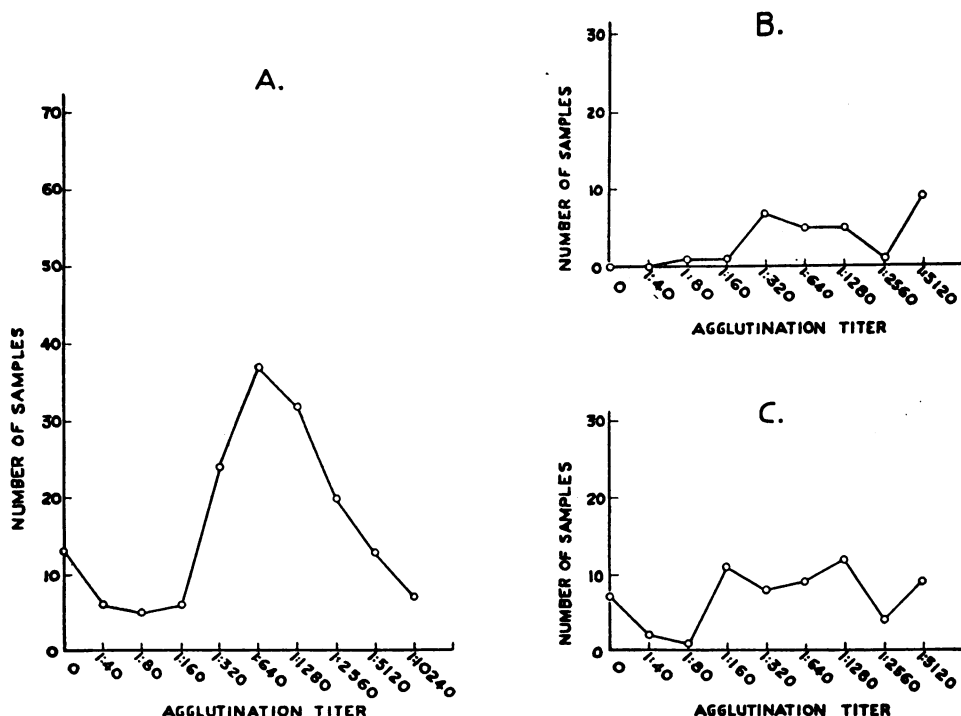 A.
NUMBER OF SAMPLES
70
60
50
40
30
20
10
0
0 1:40 1:80 1:160 1:320 1:640 1:1280 1:2560 1:5120 1:10240
AGGLUTINATION TITER
B.
NUMBER OF SAMPLES
30
20
10
0
0 1:40 1:80 1:160 1:320 1:640 1:1280 1:2560 1:5120
AGGLUTINATION TITER
C.
NUMBER OF SAMPLES
30
20
10
0
0 1:40 1:80 1:160 1:320 1:640 1:1280 1:2560 1:5120
AGGLUTINATION TITER